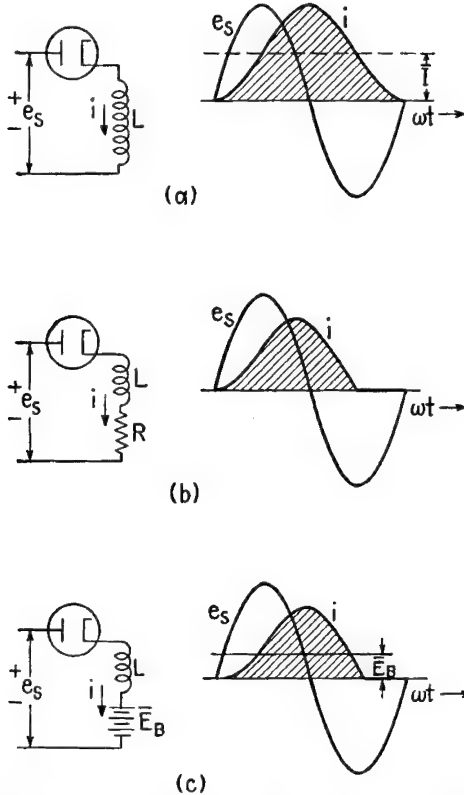 e_s i
+
e_s
−
i L
Ī
ωt
(a)
e_s i
+
e_s
−
i L
R
ωt
(b)
e_s i
+
e_s
−
i L
Ē_B
Ē_B
ωt
(c)